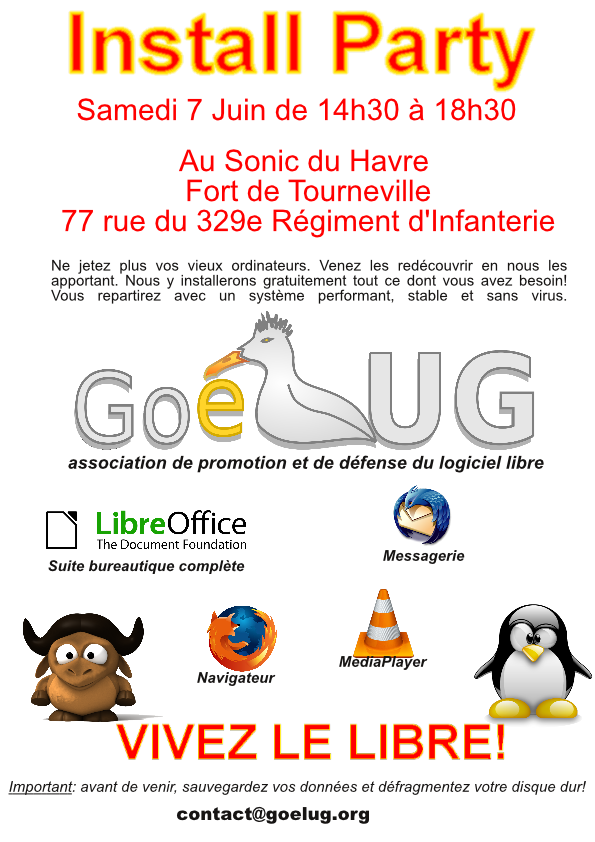 Install Party
Samedi 7 Juin de 14h30 à 18h30
Au Sonic du Havre
Fort de Tourneville
77 rue du 329e Régiment d'Infanterie
Ne jetez plus vos vieux ordinateurs. Venez les redécouvrir en nous les
apportant. Nous y installerons gratuitement tout ce dont vous avez besoin!
Vous repartirez avec un système performant, stable et sans virus.
GoeLUG
association de promotion et de défense du logiciel libre
LibreOffice
The Document Foundation
Suite bureautique complète
Messagerie
Navigateur
MediaPlayer
VIVEZ LE LIBRE!
Important: avant de venir, sauvegardez vos données et défragmentez votre disque dur!
contact@goelug.org